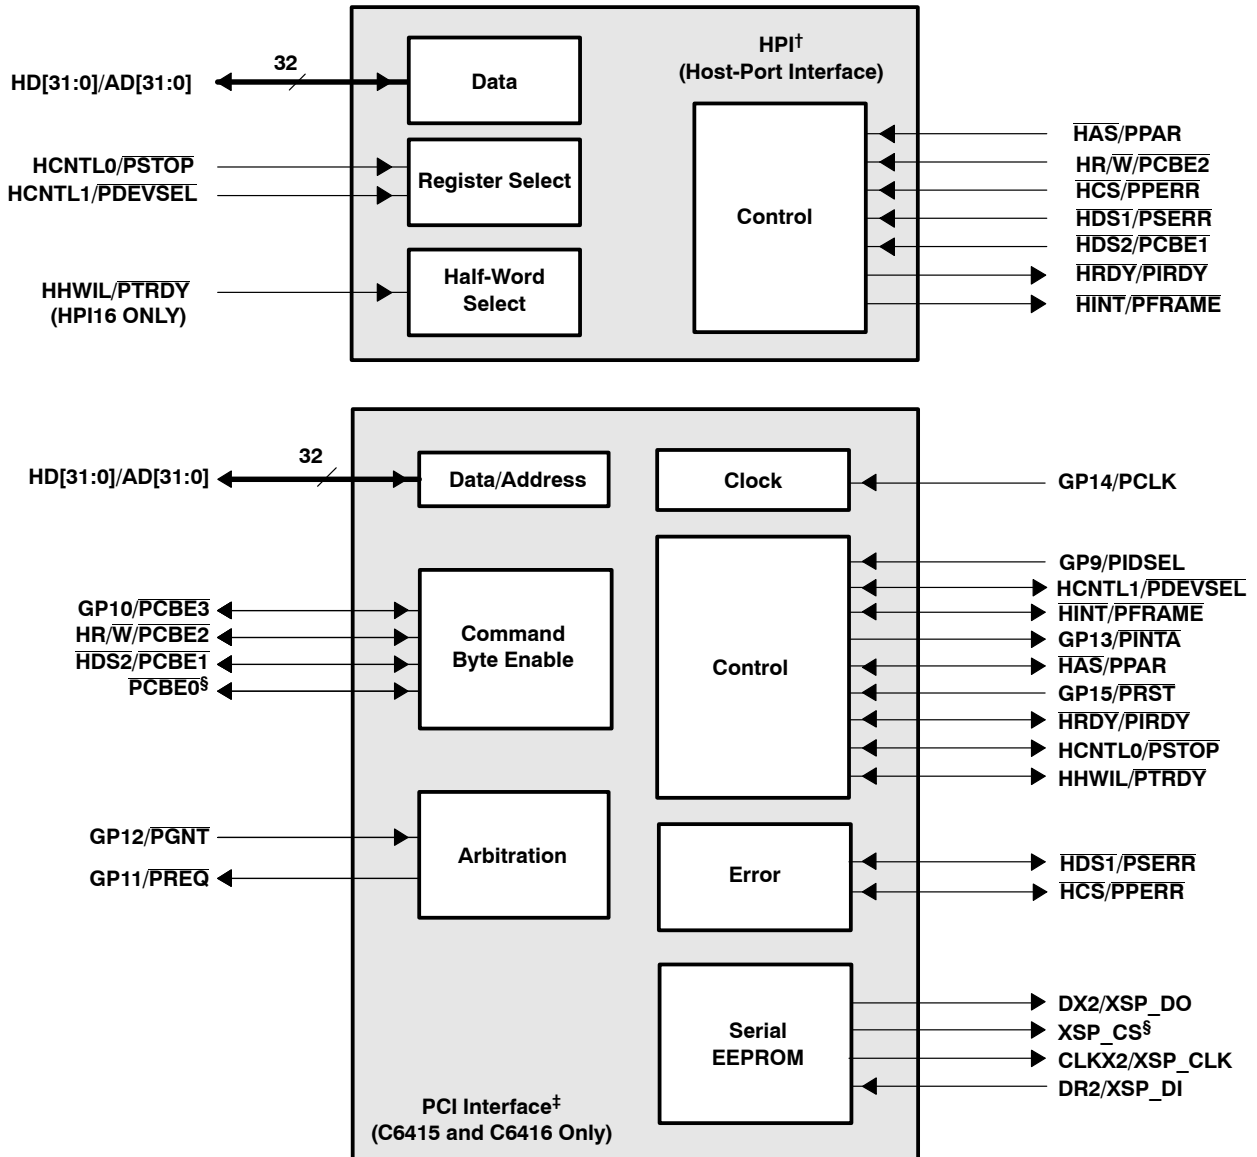 HPI†
(Host-Port Interface)
32
HD[31:0]/AD[31:0]
Data
HCNTL0/PSTOP
HCNTL1/PDEVSEL
Register Select
HHWIL/PTRDY
(HPI16 ONLY)
Half-Word
Select
Control
HAS/PPAR
HR/W/PCBE2
HCS/PPERR
HDS1/PSERR
HDS2/PCBE1
HRDY/PIRDY
HINT/PFRAME
32
HD[31:0]/AD[31:0]
Data/Address
Clock
GP14/PCLK
GP10/PCBE3
HR/W/PCBE2
HDS2/PCBE1
PCBE0§
Command
Byte Enable
Control
GP9/PIDSEL
HCNTL1/PDEVSEL
HINT/PFRAME
GP13/PINTA
HAS/PPAR
GP15/PRST
HRDY/PIRDY
HCNTL0/PSTOP
HHWIL/PTRDY
GP12/PGNT
GP11/PREQ
Arbitration
Error
HDS1/PSERR
HCS/PPERR
Serial
EEPROM
DX2/XSP_DO
XSP_CS§
CLKX2/XSP_CLK
DR2/XSP_DI
PCI Interface‡
(C6415 and C6416 Only)